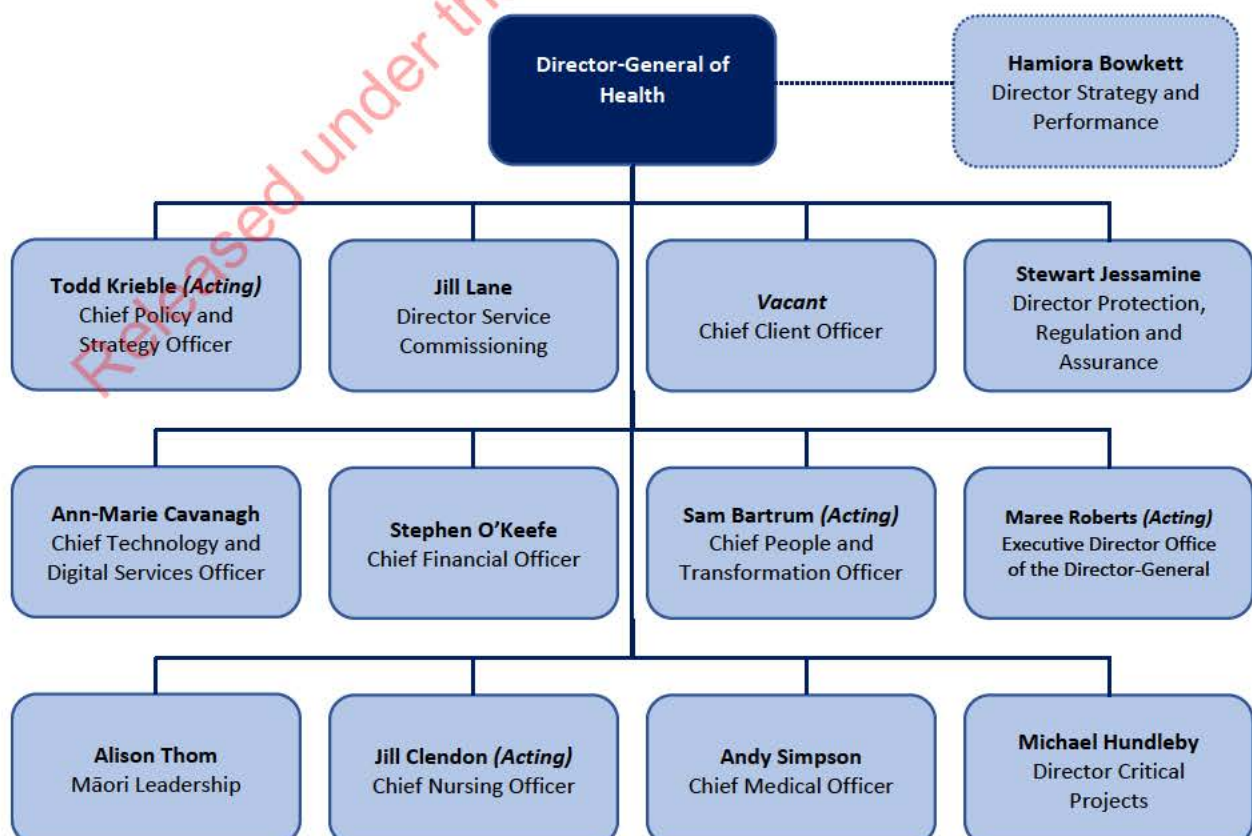 Released under th
Director-General of
Health
Hamiora Bowkett
Director Strategy and
Performance
Todd Krieble (Acting)
Chief Policy and
Strategy Officer
Jill Lane
Director Service
Commissioning
Vacant
Chief Client Officer
Stewart Jessamine
Director Protection,
Regulation and
Assurance
Ann-Marie Cavanagh
Chief Technology and
Digital Services Officer
Stephen O’Keefe
Chief Financial Officer
Sam Bartrum (Acting)
Chief People and
Transformation Officer
Maree Roberts (Acting)
Executive Director Office
of the Director-General
Alison Thom
Māori Leadership
Jill Clendon (Acting)
Chief Nursing Officer
Andy Simpson
Chief Medical Officer
Michael Hundleby
Director Critical
Projects